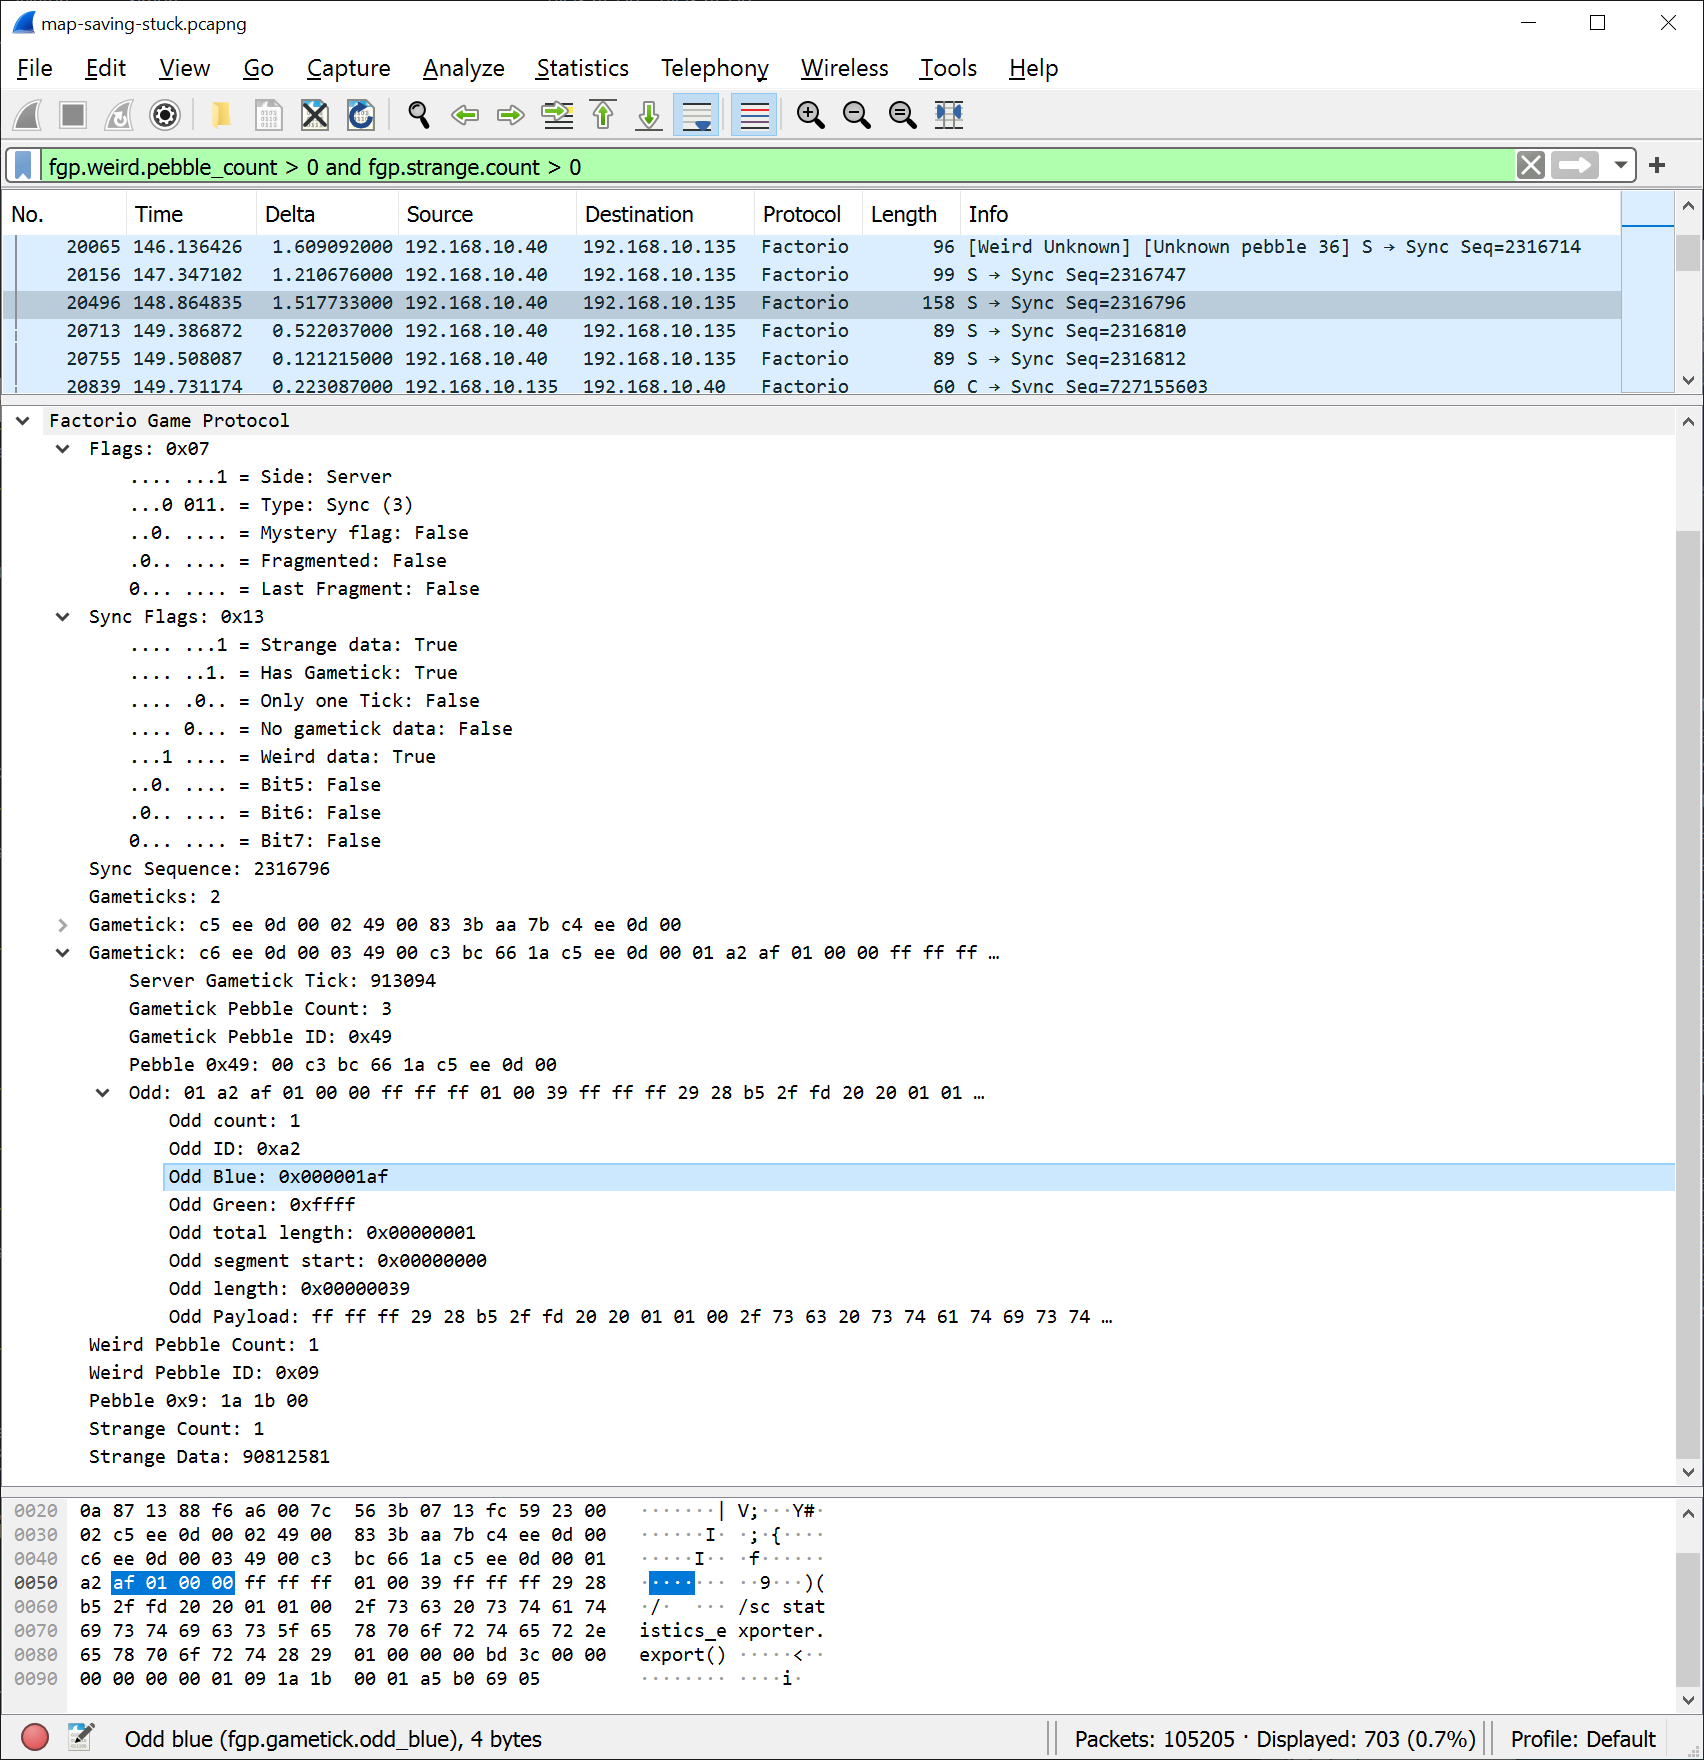 map-saving-stuck.pcapng
File Edit View Go Capture Analyze Statistics Telephony Wireless Tools Help
fgp.weird.pebble_count > 0 and fgp.strange.count > 0
No. Time Delta Source Destination Protocol Length Info
20065 146.136426 1.609092000 192.168.10.40 192.168.10.135 Factorio 96 [Weird Unknown] [Unknown pebble 36] S → Sync Seq=2316714
20156 147.347102 1.210676000 192.168.10.40 192.168.10.135 Factorio 99 S → Sync Seq=2316747
20496 148.864835 1.517733000 192.168.10.40 192.168.10.135 Factorio 158 S → Sync Seq=2316796
20713 149.386872 0.522037000 192.168.10.40 192.168.10.135 Factorio 89 S → Sync Seq=2316810
20755 149.508087 0.121215000 192.168.10.40 192.168.10.135 Factorio 89 S → Sync Seq=2316812
20839 149.731174 0.223087000 192.168.10.135 192.168.10.40 Factorio 60 C → Sync Seq=727155603
Factorio Game Protocol
Flags: 0x07
.... ...1 = Side: Server
...0 011. = Type: Sync (3)
..0. .... = Mystery flag: False
.0.. .... = Fragmented: False
0... .... = Last Fragment: False
Sync Flags: 0x13
.... ...1 = Strange data: True
.... ..1. = Has Gametick: True
.... .0.. = Only one Tick: False
.... 0... = No gametick data: False
...1 .... = Weird data: True
..0. .... = Bit5: False
.0.. .... = Bit6: False
0... .... = Bit7: False
Sync Sequence: 2316796
Gameticks: 2
Gametick: c5 ee 0d 00 02 49 00 83 3b aa 7b c4 ee 0d 00
Gametick: c6 ee 0d 00 03 49 00 c3 bc 66 1a c5 ee 0d 00 01 a2 af 01 00 00 ff ff ff …
Server Gametick Tick: 913094
Gametick Pebble Count: 3
Gametick Pebble ID: 0x49
Pebble 0x49: 00 c3 bc 66 1a c5 ee 0d 00
Odd: 01 a2 af 01 00 00 ff ff ff 01 00 39 ff ff ff 29 28 b5 2f fd 20 20 01 01 …
Odd count: 1
Odd ID: 0xa2
Odd Blue: 0x000001af
Odd Green: 0xffff
Odd total length: 0x00000001
Odd segment start: 0x00000000
Odd length: 0x00000039
Odd Payload: ff ff ff 29 28 b5 2f fd 20 20 01 01 00 2f 73 63 20 73 74 61 74 69 73 74 …
Weird Pebble Count: 1
Weird Pebble ID: 0x09
Pebble 0x9: 1a 1b 00
Strange Count: 1
Strange Data: 90812581
0020 0a 87 13 88 f6 a6 00 7c 56 3b 07 13 fc 59 23 00 ·······| V;···Y#·
0030 02 c5 ee 0d 00 02 49 00 83 3b aa 7b c4 ee 0d 00 ······I· ·;·{····
0040 c6 ee 0d 00 03 49 00 c3 bc 66 1a c5 ee 0d 00 01 ·····I·· ·f······
0050 a2 af 01 00 00 ff ff ff 01 00 39 ff ff ff 29 28 ········ ··9···)(
0060 b5 2f fd 20 20 01 01 00 2f 73 63 20 73 74 61 74 ·/·  ··· /sc stat
0070 69 73 74 69 63 73 5f 65 78 70 6f 72 74 65 72 2e istics_e xporter.
0080 65 78 70 6f 72 74 28 29 01 00 00 00 bd 3c 00 00 export() ·····<··
0090 00 00 00 00 01 09 1a 1b 00 01 a5 b0 69 05 ········ ····i·
Odd blue (fgp.gametick.odd_blue), 4 bytes Packets: 105205 · Displayed: 703 (0.7%) Profile: Default